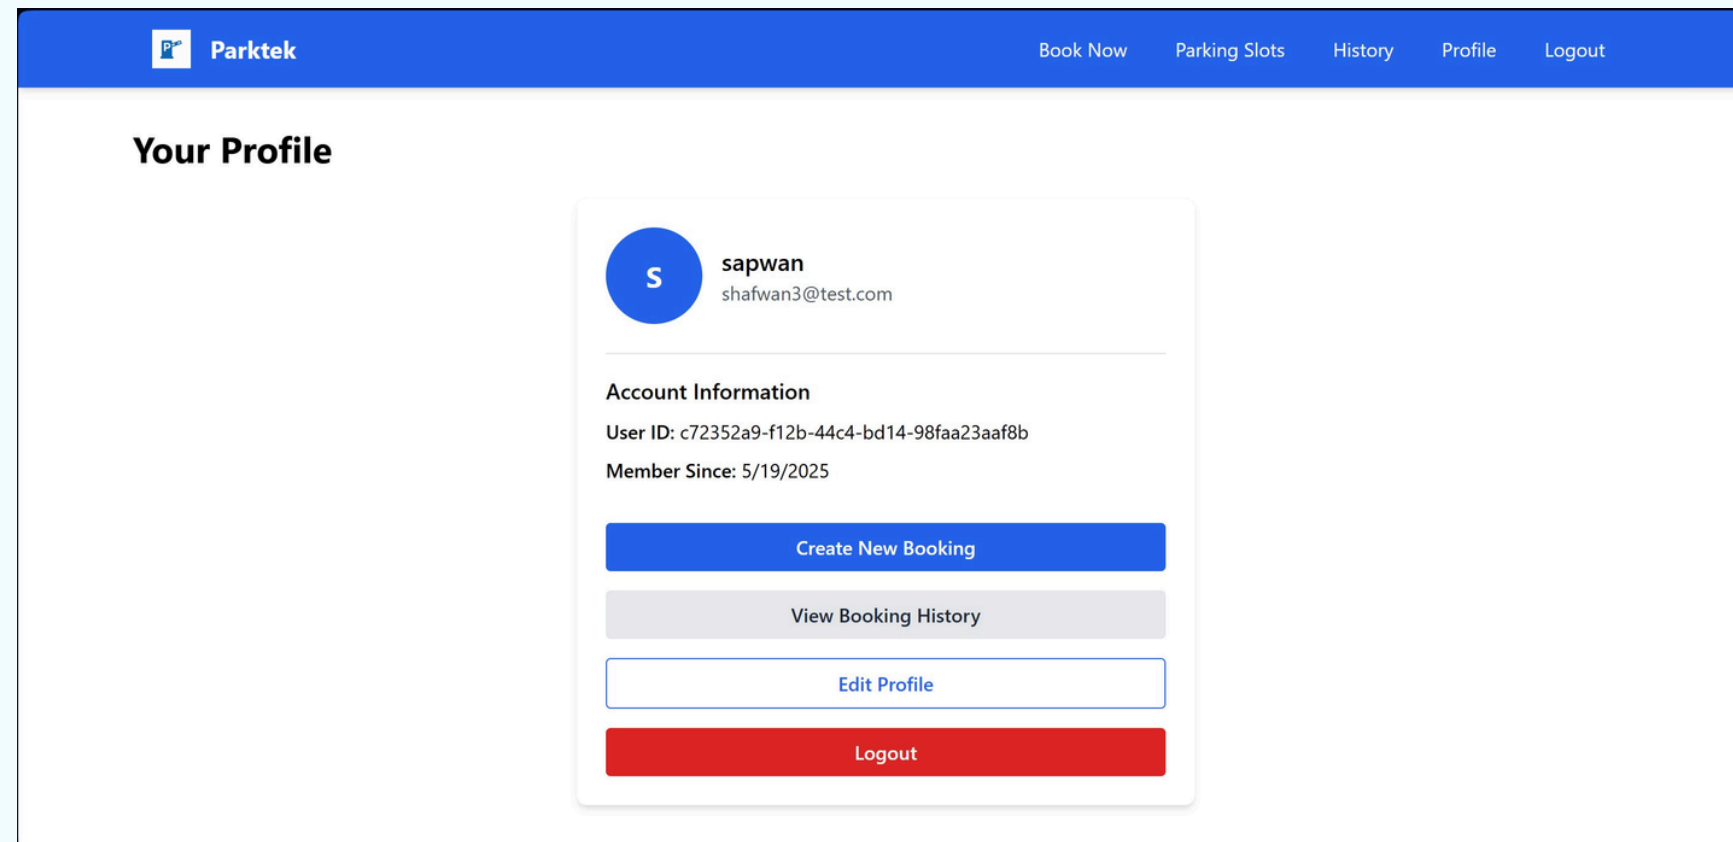 P
Parktek
Book Now
Parking Slots
History
Profile
Logout
Your Profile
S
sapwan
shafwan3@test.com
Account Information
User ID: c72352a9-f12b-44c4-bd14-98faa23aaf8b
Member Since: 5/19/2025
Create New Booking
View Booking History
Edit Profile
Logout